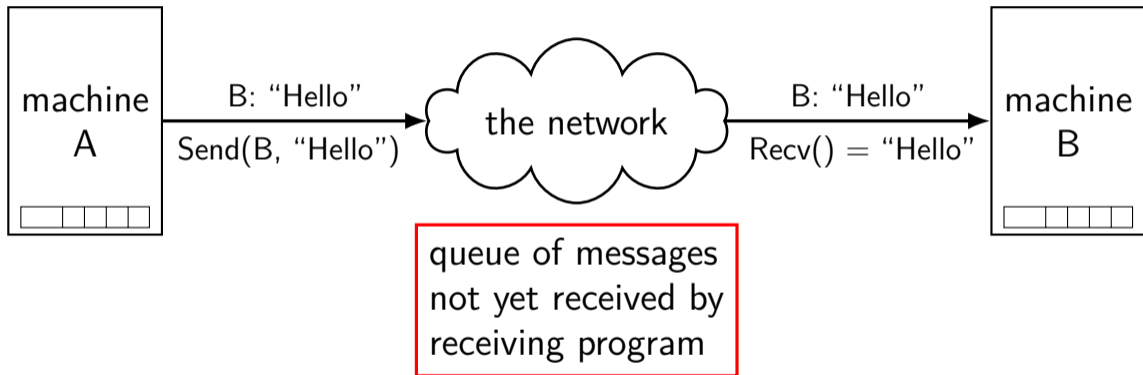 machine
A
B: “Hello”
Send(B, “Hello”)
the network
B: “Hello”
Recv() = “Hello”
machine
B
queue of messages
not yet received by
receiving program